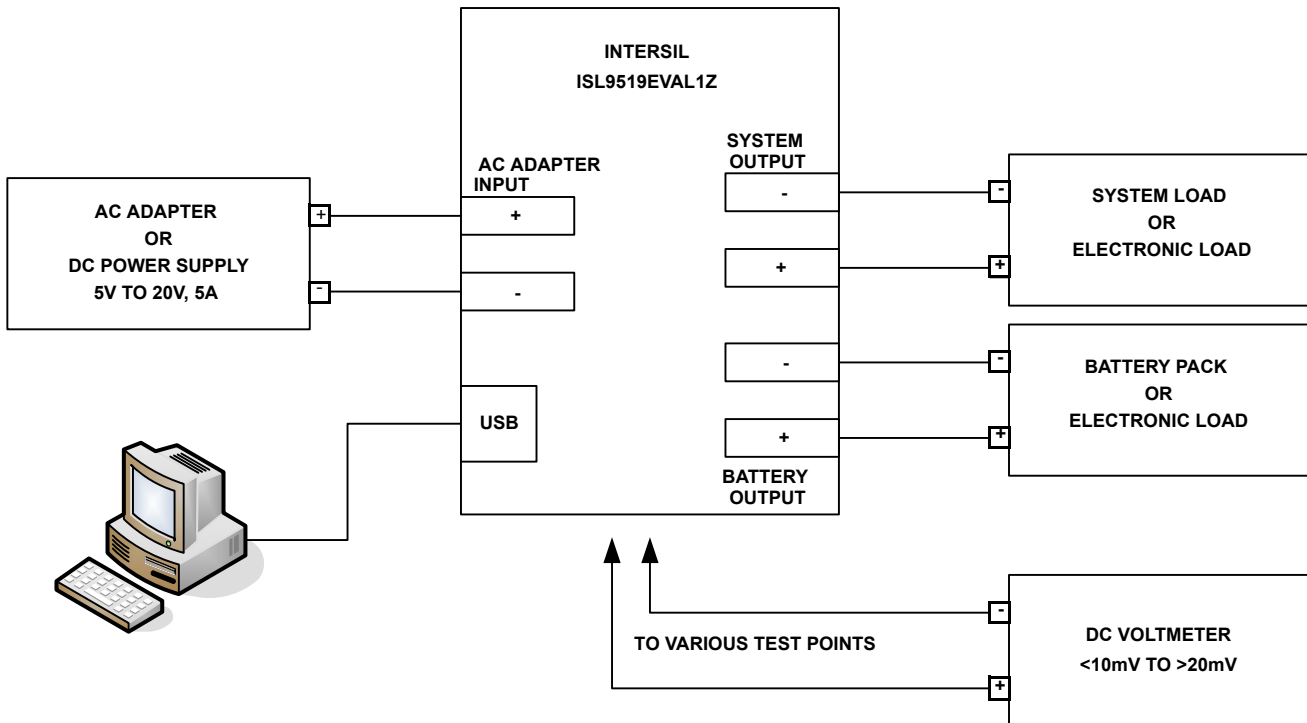 INTERSIL
ISL9519EVAL1Z
AC ADAPTER
INPUT
+
-
USB
SYSTEM
OUTPUT
-
+
-
+
BATTERY
OUTPUT
AC ADAPTER
OR
DC POWER SUPPLY
5V TO 20V, 5A
+
-
SYSTEM LOAD
OR
ELECTRONIC LOAD
-
+
BATTERY PACK
OR
ELECTRONIC LOAD
-
+
TO VARIOUS TEST POINTS
DC VOLTMETER
<10mV TO >20mV
-
+